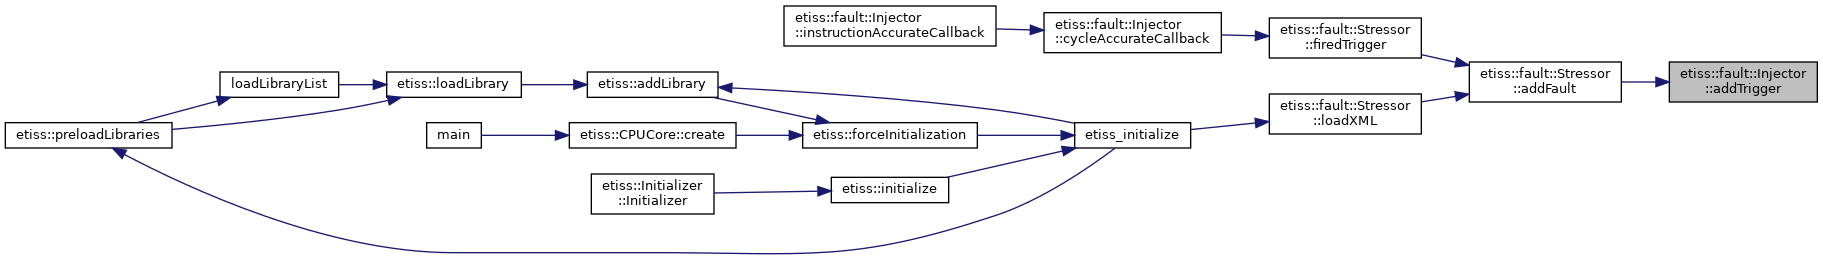 etiss::fault::Injector
::instructionAccurateCallback
etiss::fault::Injector
::cycleAccurateCallback
etiss::fault::Stressor
::firedTrigger
etiss::fault::Stressor
::addFault
etiss::fault::Injector
::addTrigger
loadLibraryList
etiss::loadLibrary
etiss::addLibrary
etiss::fault::Stressor
::loadXML
etiss::preloadLibraries
main
etiss::CPUCore::create
etiss::forceInitialization
etiss_initialize
etiss::Initializer
::Initializer
etiss::initialize